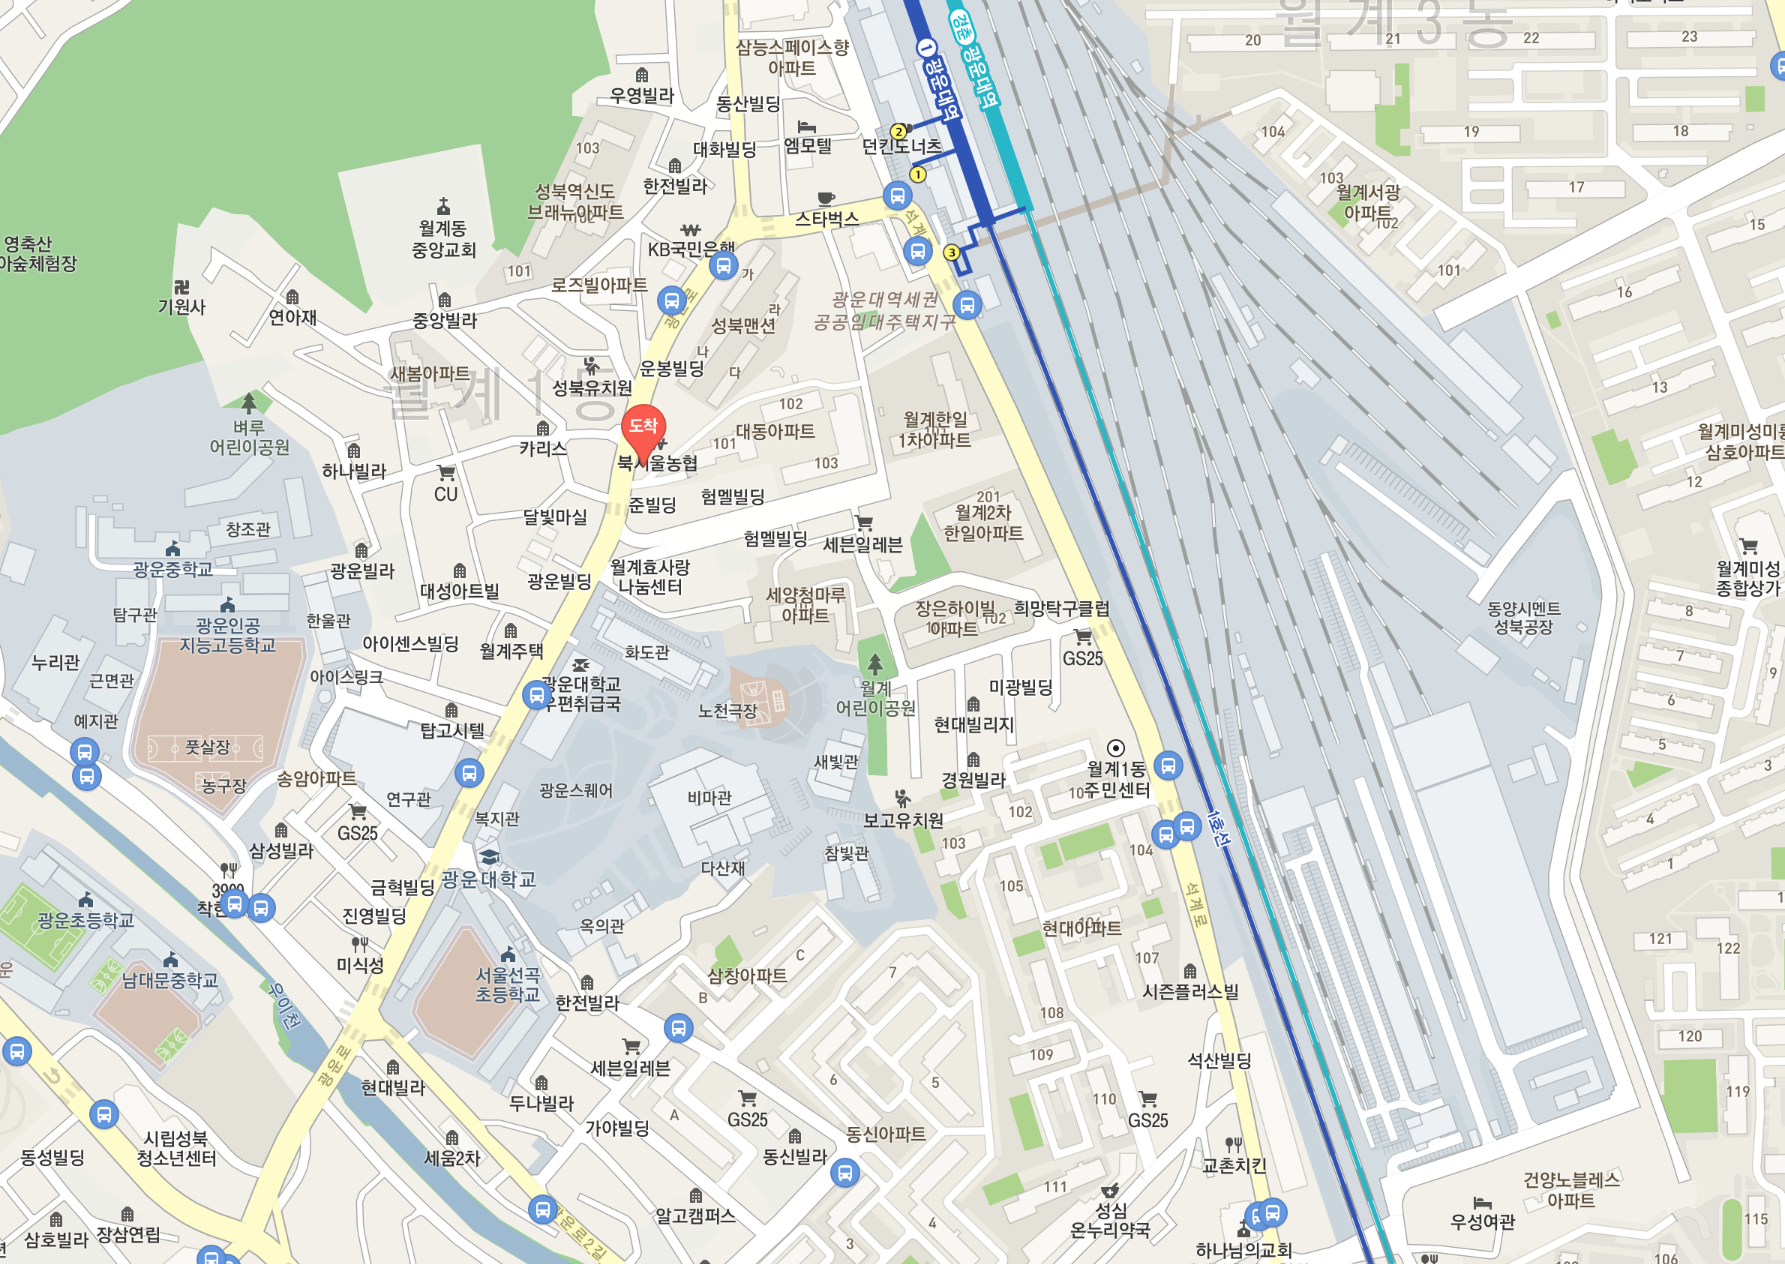 월계3동
20
21
22
23
삼능스페이스향
아파트
경춘
광운대역
1
광운대역
우영빌라
동산빌딩
엠모텔
2
던킨도너츠
104
19
18
103
대화빌딩
한전빌라
1
103
월계서광
아파트
102
17
성북역신도
브래뉴아파트
102
스타벅스
석계
월계동
중앙교회
KB국민은행
3
15
영축산
아숲체험장
101
가
101
기원사
연아재
중앙빌라
로즈빌아파트
성북맨션
라
나
다
광운대역세권
공공임대주택지구
16
월계1동
새봄아파트
성북유치원
운봉빌딩
13
벼루
어린이공원
도착
102
대동아파트
101
103
월계한일
1차아파트
월계미성미륭
삼호아파트
카리스
하나빌라
CU
북서울농협
12
준빌딩
험멜빌딩
달빛마실
201
월계2차
한일아파트
창조관
험멜빌딩
세븐일레븐
광운중학교
광운빌라
대성아트빌
광운빌딩
월계효사랑
나눔센터
월계미성
종합상가
탐구관
광운인공
지능고등학교
한울관
세양청마루
아파트
장은하이빌
아파트
102
희망탁구클럽
동양시멘트
성북공장
8
누리관
근면관
아이센스빌딩
월계주택
화도관
GS25
7
아이스링크
광운대학교
우편취급국
노천극장
월계
어린이공원
미광빌딩
9
6
예지관
풋살장
탑고시텔
현대빌리지
5
농구장
송암아파트
연구관
광운스퀘어
비마관
새빛관
경원빌라
월계1동
주민센터
3
GS25
복지관
보고유치원
102
1호선
4
삼성빌라
103
104
참빛관
1
금혁빌딩
광운대학교
다산재
105
광운초등학교
진영빌딩
옥의관
현대아파트
석계로
121
122
미식성
서울선곡
초등학교
삼창아파트
C
7
107
남대문중학교
한전빌라
B
시즌플러스빌
우이천
108
120
광운로
현대빌라
세븐일레븐
109
석산빌딩
두나빌라
6
5
119
A
GS25
110
GS25
가야빌딩
동신아파트
시립성북
청소년센터
동성빌딩
세움2차
동신빌라
교촌치킨
111
건양노블레스
아파트
삼호빌라
장삼연립
광운로2길
알고캠퍼스
4
성심
온누리약국
우성여관
115
3
하나님의교회
106